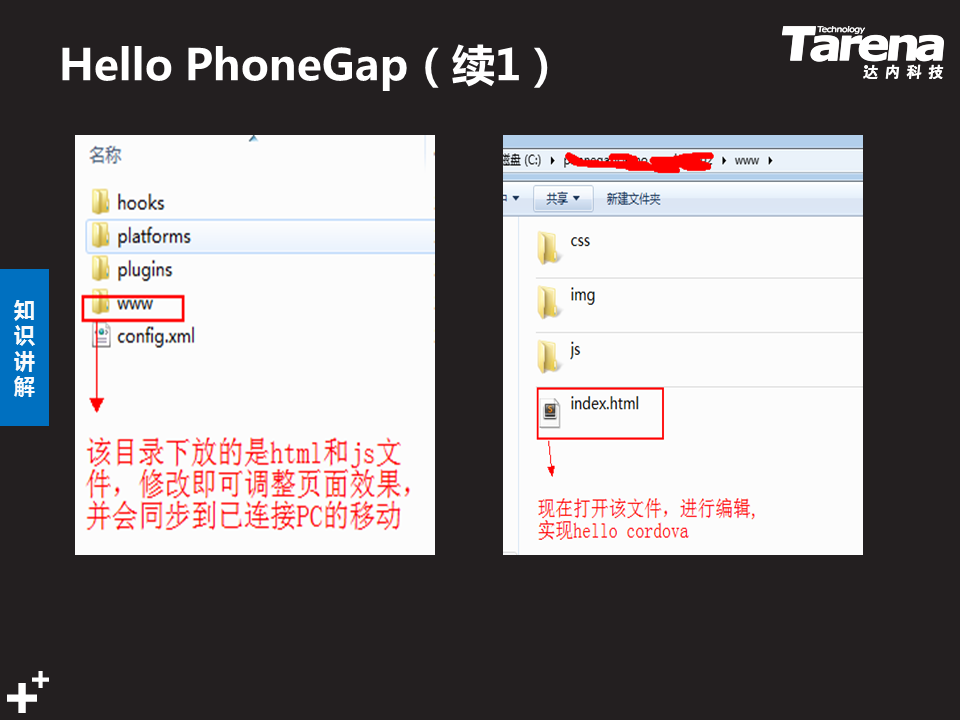 Hello PhoneGap（续1）
Technology
Tarena
达内科技
知识讲解
名称
hooks
platforms
plugins
www
config.xml
该目录下放的是html和js文
件，修改即可调整页面效果，
并会同步到已连接PC的移动
磁盘 (C:)
www
共享
新建文件夹
css
img
js
index.html
现在打开该文件，进行编辑，
实现hello cordova